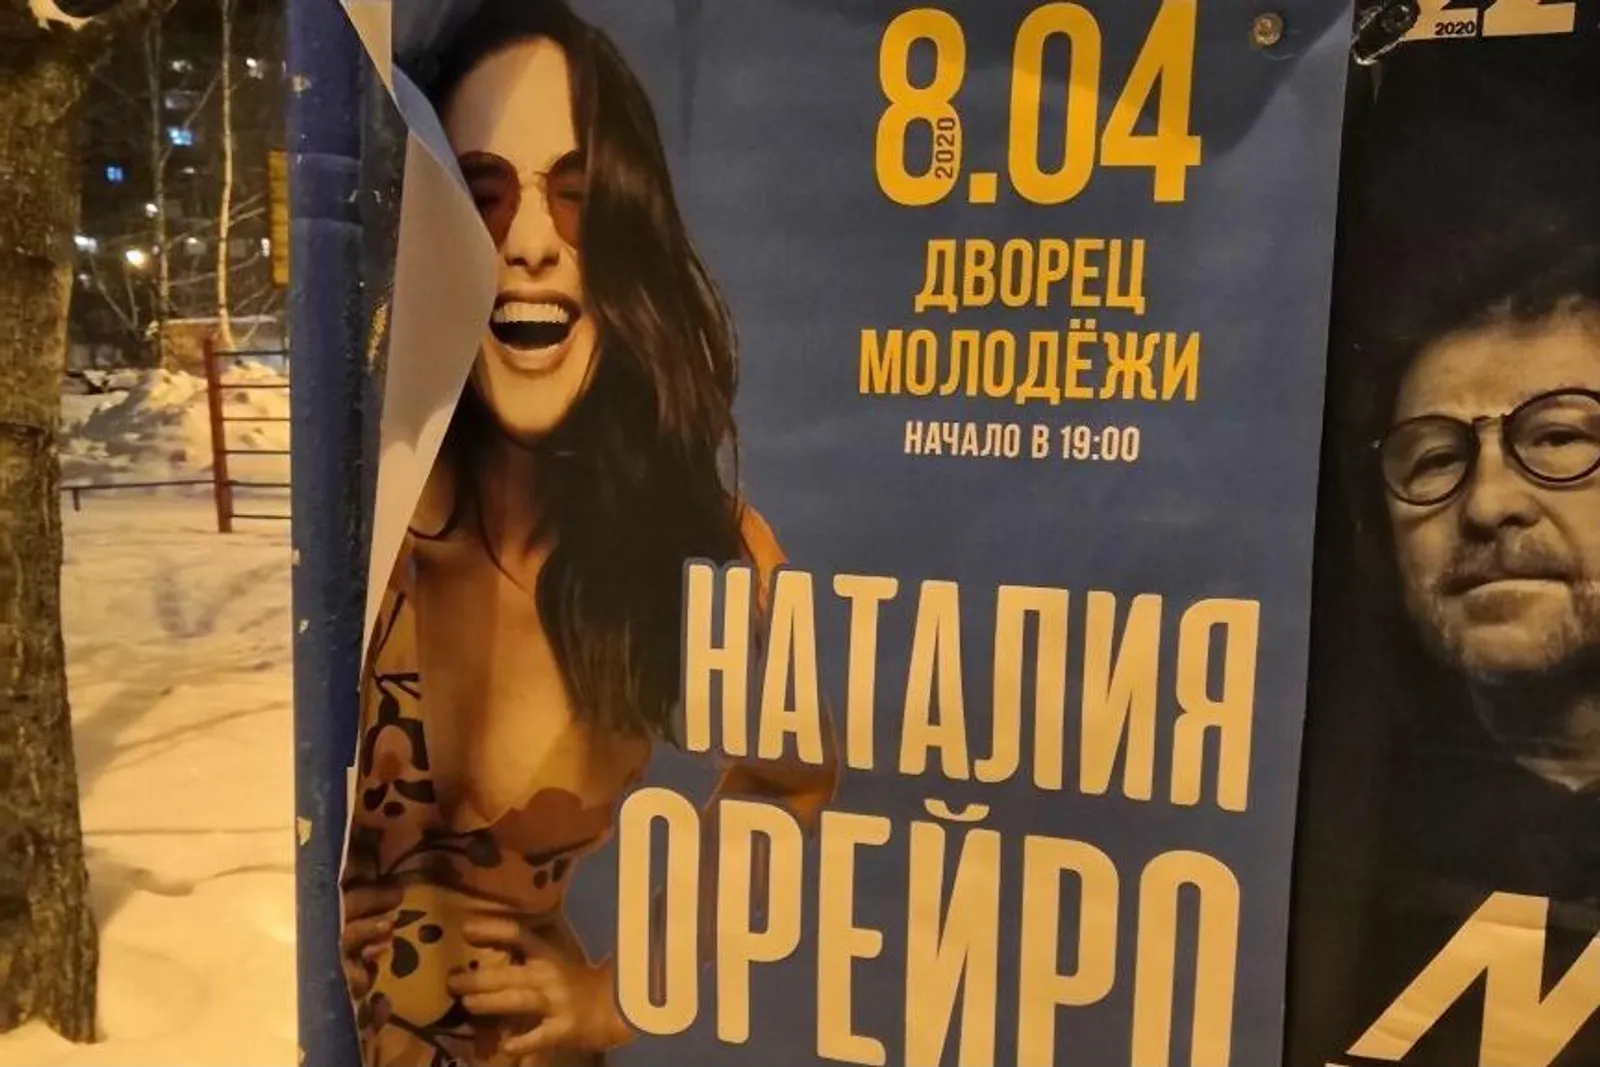 8.04
2020
ДВОРЕЦ
МОЛОДЁЖИ
НАЧАЛО В 19:00
НАТАЛИЯ
ОРЕЙРО
2020